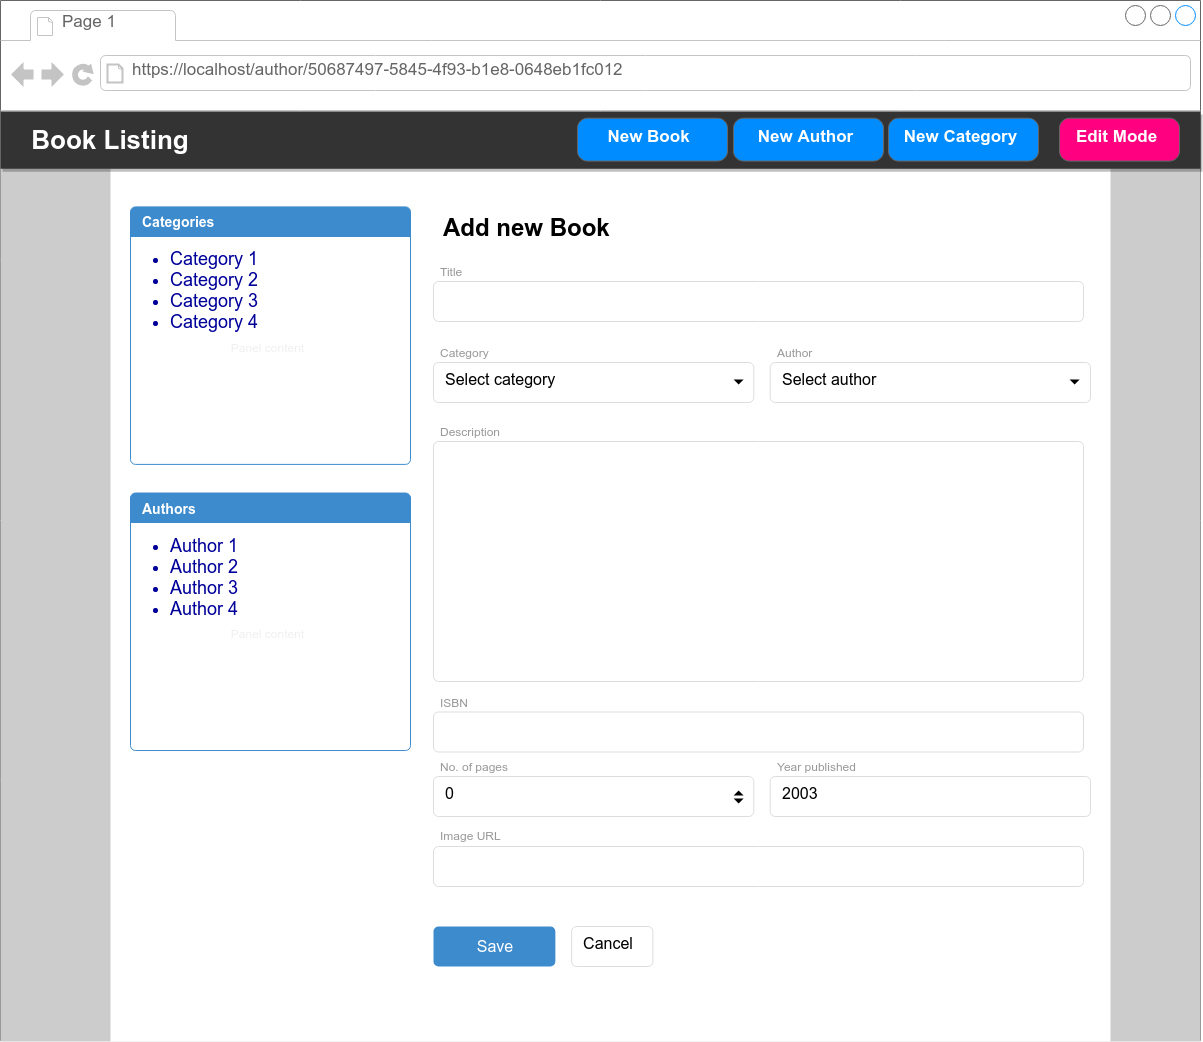 Page 1
https://localhost/author/50687497-5845-4f93-b1e8-0648eb1fc012
Book Listing
New Book
New Author
New Category
Edit Mode
Categories
Category 1
Category 2
Category 3
Category 4
Panel content
Authors
Author 1
Author 2
Author 3
Author 4
Panel content
Add new Book
Title
Category
Author
Select category
Select author
Description
ISBN
No. of pages
Year published
0
2003
Image URL
Save
Cancel